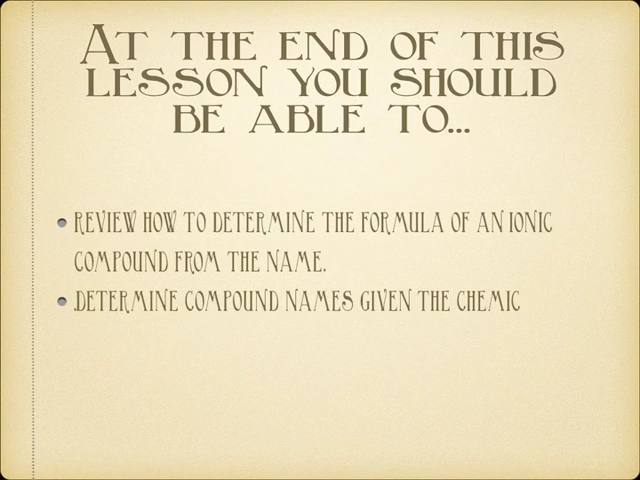 At the end of this
lesson you should
be able to...
• review how to determine the formula of an ionic
compound from the name.
• .determine compound names given the chemic